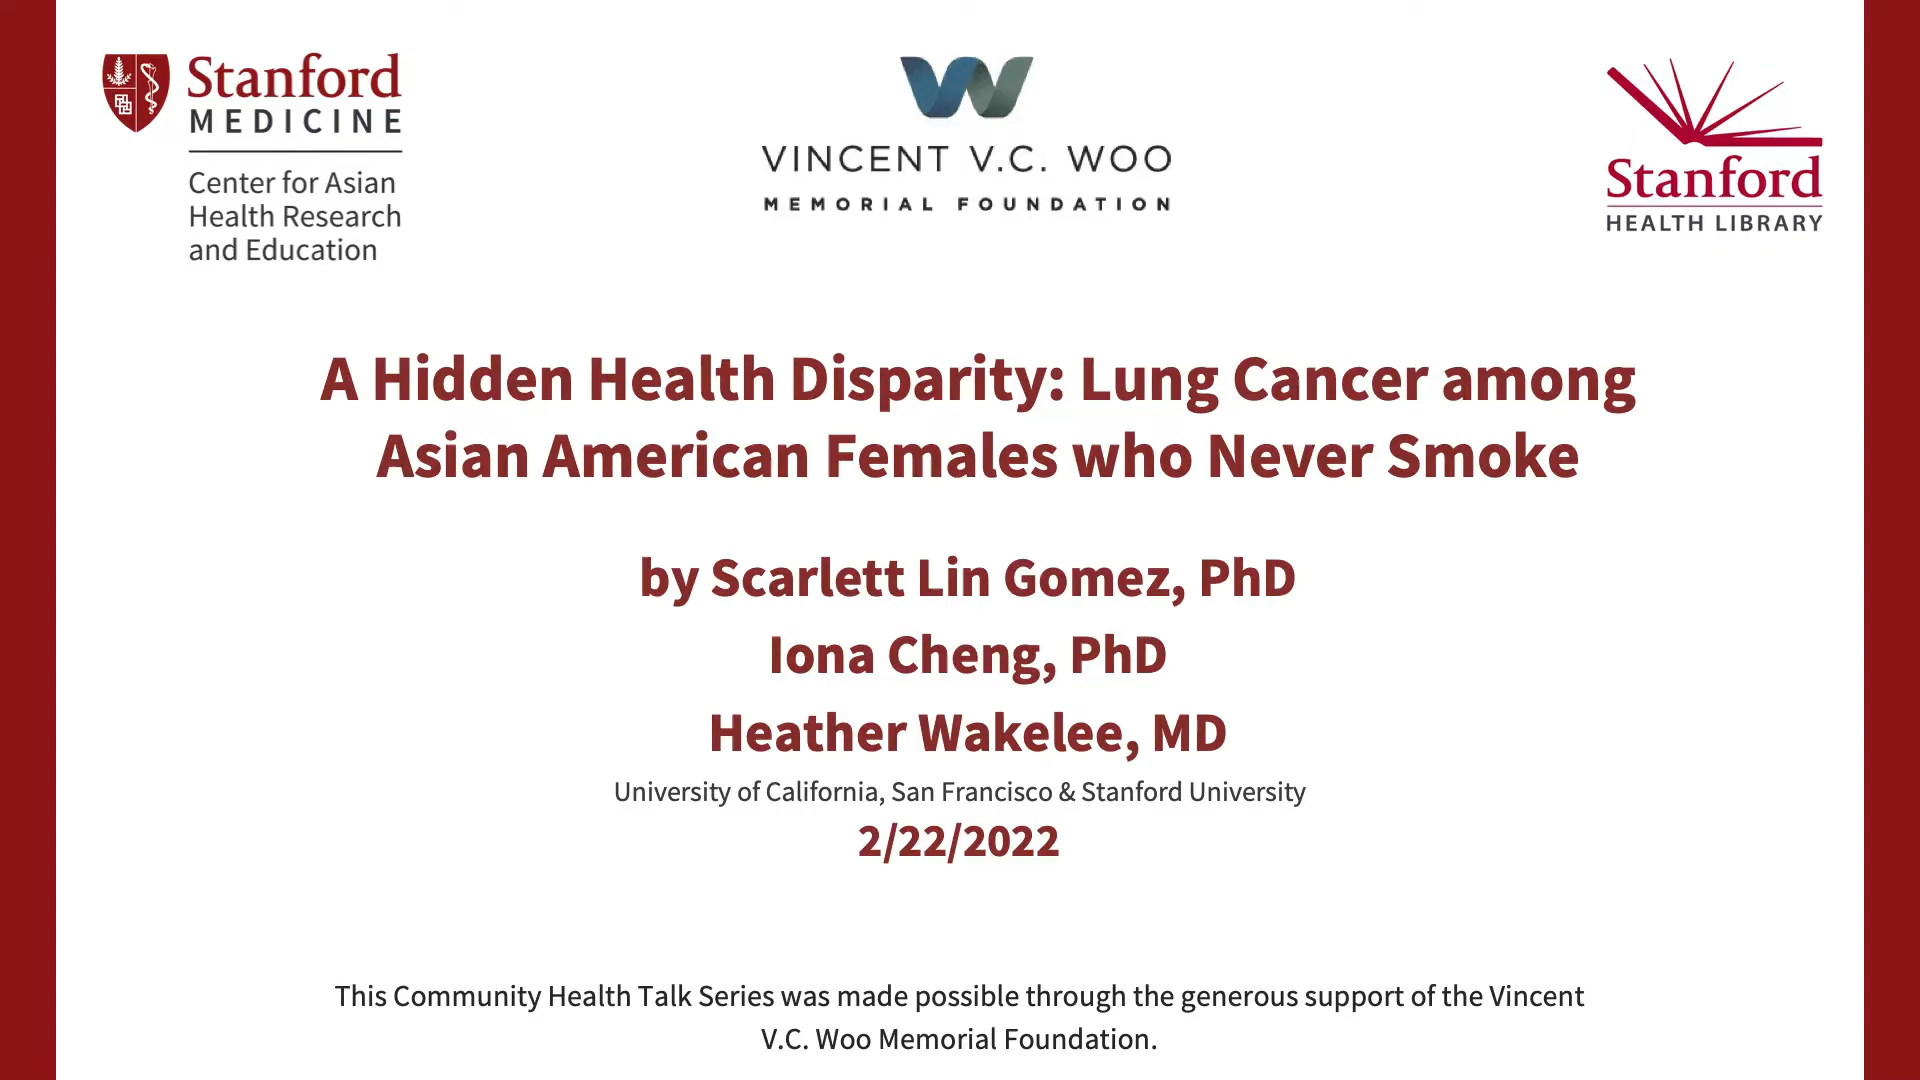 Stanford
MEDICINE
Center for Asian
Health Research
and Education
VINCENT V.C. WOO
MEMORIAL FOUNDATION
Stanford
HEALTH LIBRARY
A Hidden Health Disparity: Lung Cancer among
Asian American Females who Never Smoke
by Scarlett Lin Gomez, PhD
Iona Cheng, PhD
Heather Wakelee, MD
University of California, San Francisco & Stanford University
2/22/2022
This Community Health Talk Series was made possible through the generous support of the Vincent
V.C. Woo Memorial Foundation.